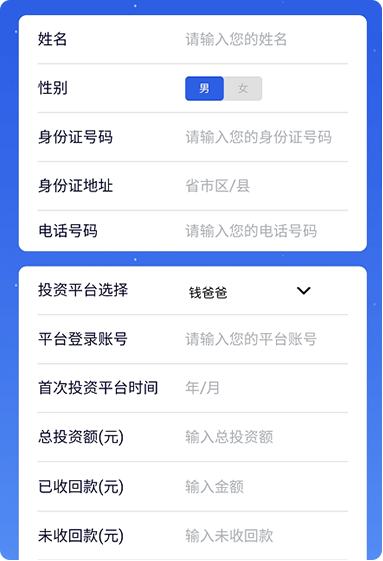 姓名 请输入您的姓名
性别 男 女
身份证号码 请输入您的身份证号码
身份证地址 省市区/县
电话号码 请输入您的电话号码
投资平台选择 钱爸爸
平台登录账号 请输入您的平台账号
首次投资平台时间 年/月
总投资额(元) 输入总投资额
已收回款(元) 输入金额
未收回款(元) 输入未收回款